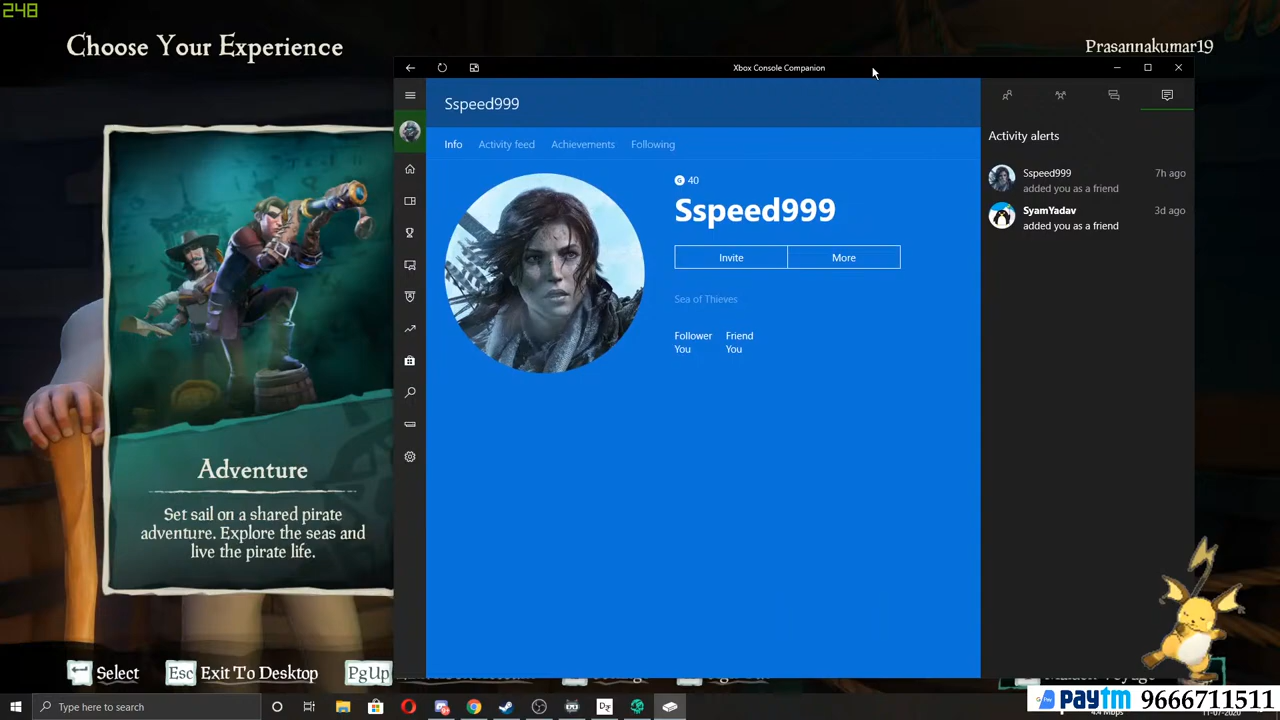 248
Choose Your Experience
Prasannakumar19
Xbox Console Companion
Sspeed999
Info
Activity feed
Achievements
Following
G 40
Sspeed999
Invite
More
Sea of Thieves
Follower
You
Friend
You
Activity alerts
Sspeed999
7h ago
added you as a friend
SyamYadav
3d ago
added you as a friend
Adventure
Set sail on a shared pirate
adventure. Explore the seas and
live the pirate life.
Select
Esc Exit To Desktop
PgUp
Type here to search
paytm 9666711511